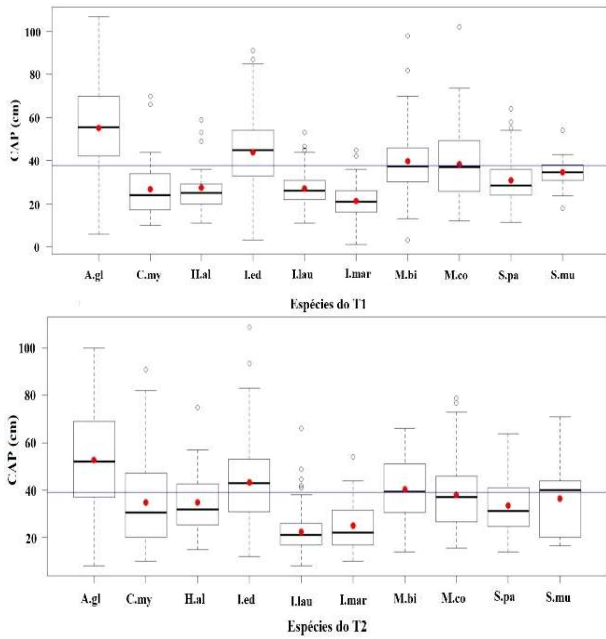 CAP (cm)
100
80
60
40
20
0
A.gl C.my H.al I.ed I.lau I.mar M.bi M.co S.pa S.mu
Espécies do T1
CAP (cm)
100
80
60
40
20
A.gl C.my H.al I.ed I.lau I.mar M.bi M.co S.pa S.mu
Espécies do T2